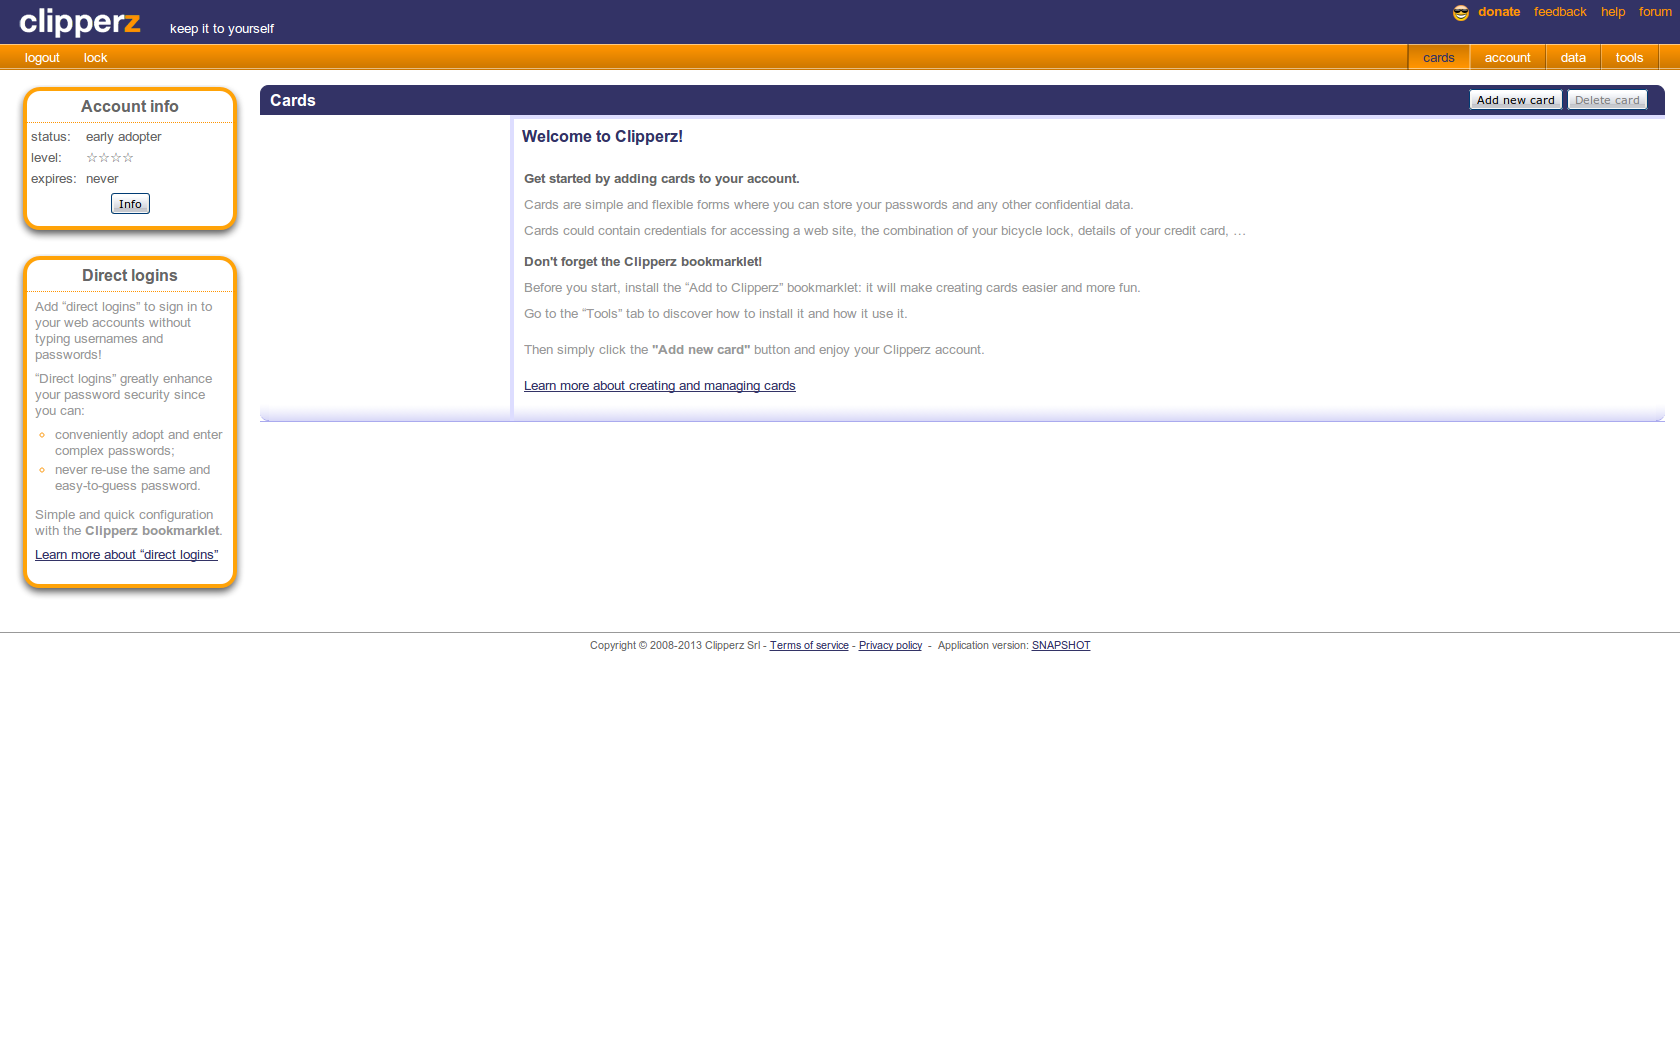 clipperz
keep it to yourself
donate feedback help forum
logout lock
cards account data tools
Account info
status: early adopter
level: ☆☆☆☆
expires: never
Info
Direct logins
Add “direct logins” to sign in to
your web accounts without
typing usernames and
passwords!
“Direct logins” greatly enhance
your password security since
you can:
conveniently adopt and enter
complex passwords;
never re-use the same and
easy-to-guess password.
Simple and quick configuration
with the Clipperz bookmarklet.
Learn more about “direct logins”
Cards
Add new card Delete card
Welcome to Clipperz!
Get started by adding cards to your account.
Cards are simple and flexible forms where you can store your passwords and any other confidential data.
Cards could contain credentials for accessing a web site, the combination of your bicycle lock, details of your credit card, …
Don't forget the Clipperz bookmarklet!
Before you start, install the “Add to Clipperz” bookmarklet: it will make creating cards easier and more fun.
Go to the “Tools” tab to discover how to install it and how it use it.
Then simply click the "Add new card" button and enjoy your Clipperz account.
Learn more about creating and managing cards
Copyright © 2008-2013 Clipperz Srl - Terms of service - Privacy policy - Application version: SNAPSHOT